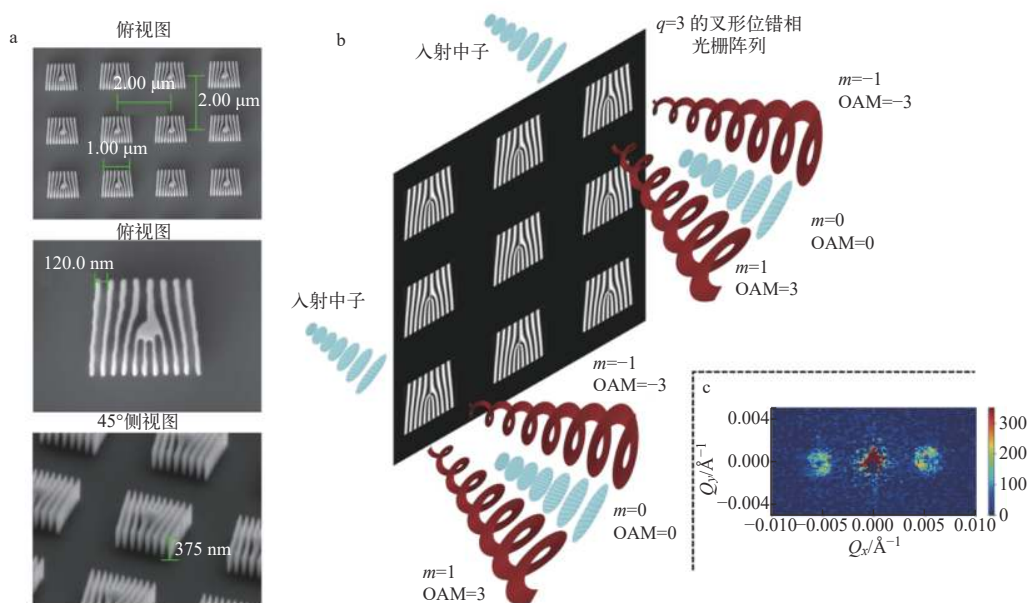 a
俯视图
2.00 μm
2.00 μm
1.00 μm
俯视图
120.0 nm
45°侧视图
375 nm
b
入射中子
q=3 的叉形位错相
光栅阵列
m=−1
OAM=−3
m=0
OAM=0
m=1
OAM=3
入射中子
m=−1
OAM=−3
m=0
OAM=0
m=1
OAM=3
c
0.004
0.000
−0.004
Qy/Å⁻¹
−0.010
−0.005
0.000
0.005
0.010
Qx/Å⁻¹
300
200
100
0